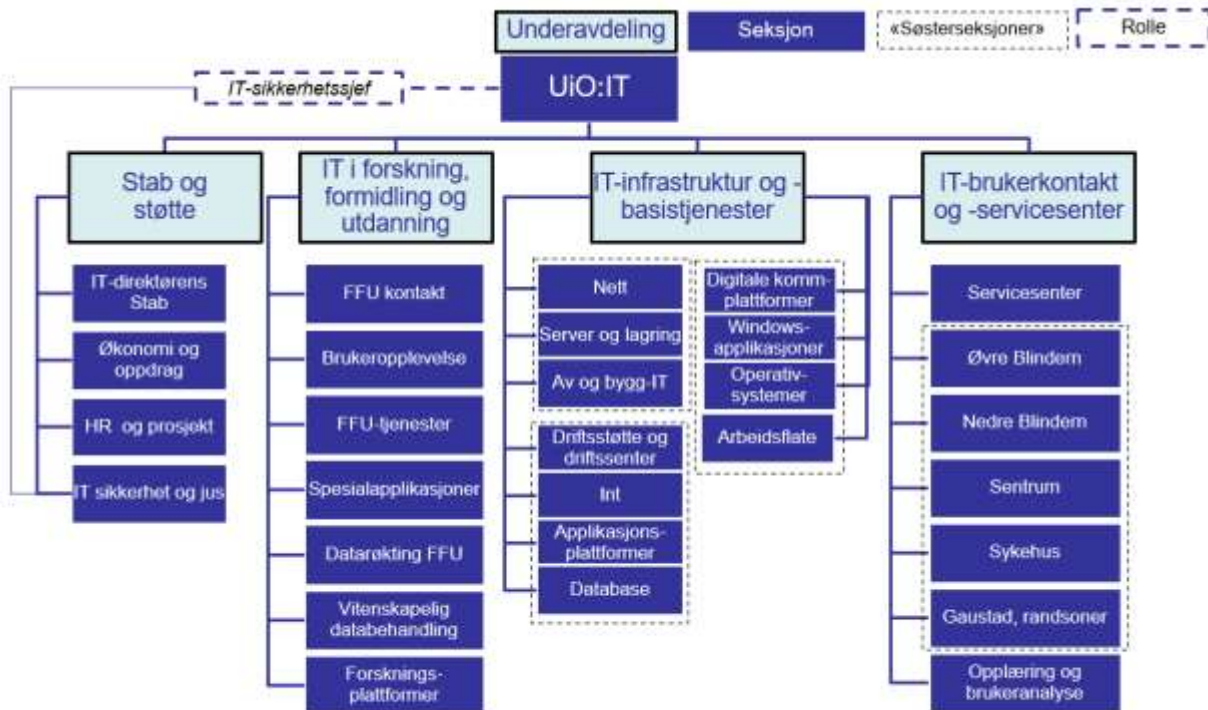 Underavdeling
Seksjon
«Søsterseksjoner»
Rolle
IT-sikkerhetssjef
UiO:IT
Stab og
støtte
IT-direktørens
Stab
Økonomi og
oppdrag
HR og prosjekt
IT sikkerhet og jus
IT i forskning,
formidling og
utdanning
FFU kontakt
Brukeropplevelse
FFU-tjenester
Spesialapplikasjoner
Datarøkting FFU
Vitenskapelig
databehandling
Forsknings-
plattformer
IT-infrastruktur og -
basistjenester
Nett
Server og lagring
Av og bygg-IT
Driftsstøtte og
driftssenter
Int
Applikasjons-
plattformer
Database
Digitale komm-
plattformer
Windows-
applikasjoner
Operativ-
systemer
Arbeidsflate
IT-brukerkontakt
og -servicesenter
Servicesenter
Øvre Blindern
Nedre Blindern
Sentrum
Sykehus
Gaustad, randsoner
Opplæring og
brukeranalyse